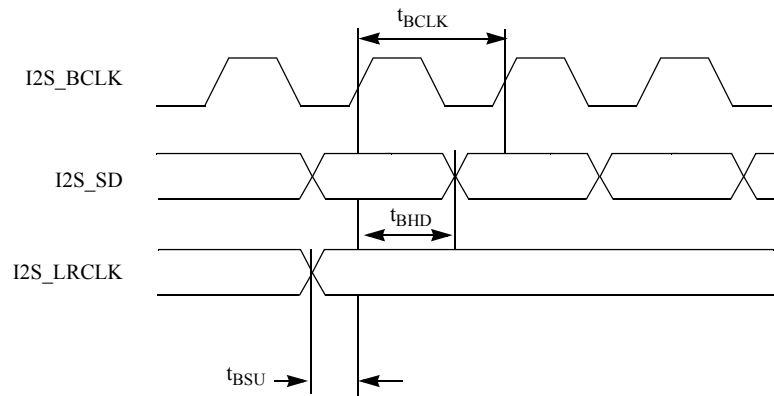 tBCLK
I2S_BCLK
I2S_SD
tBHD
I2S_LRCLK
tBSU